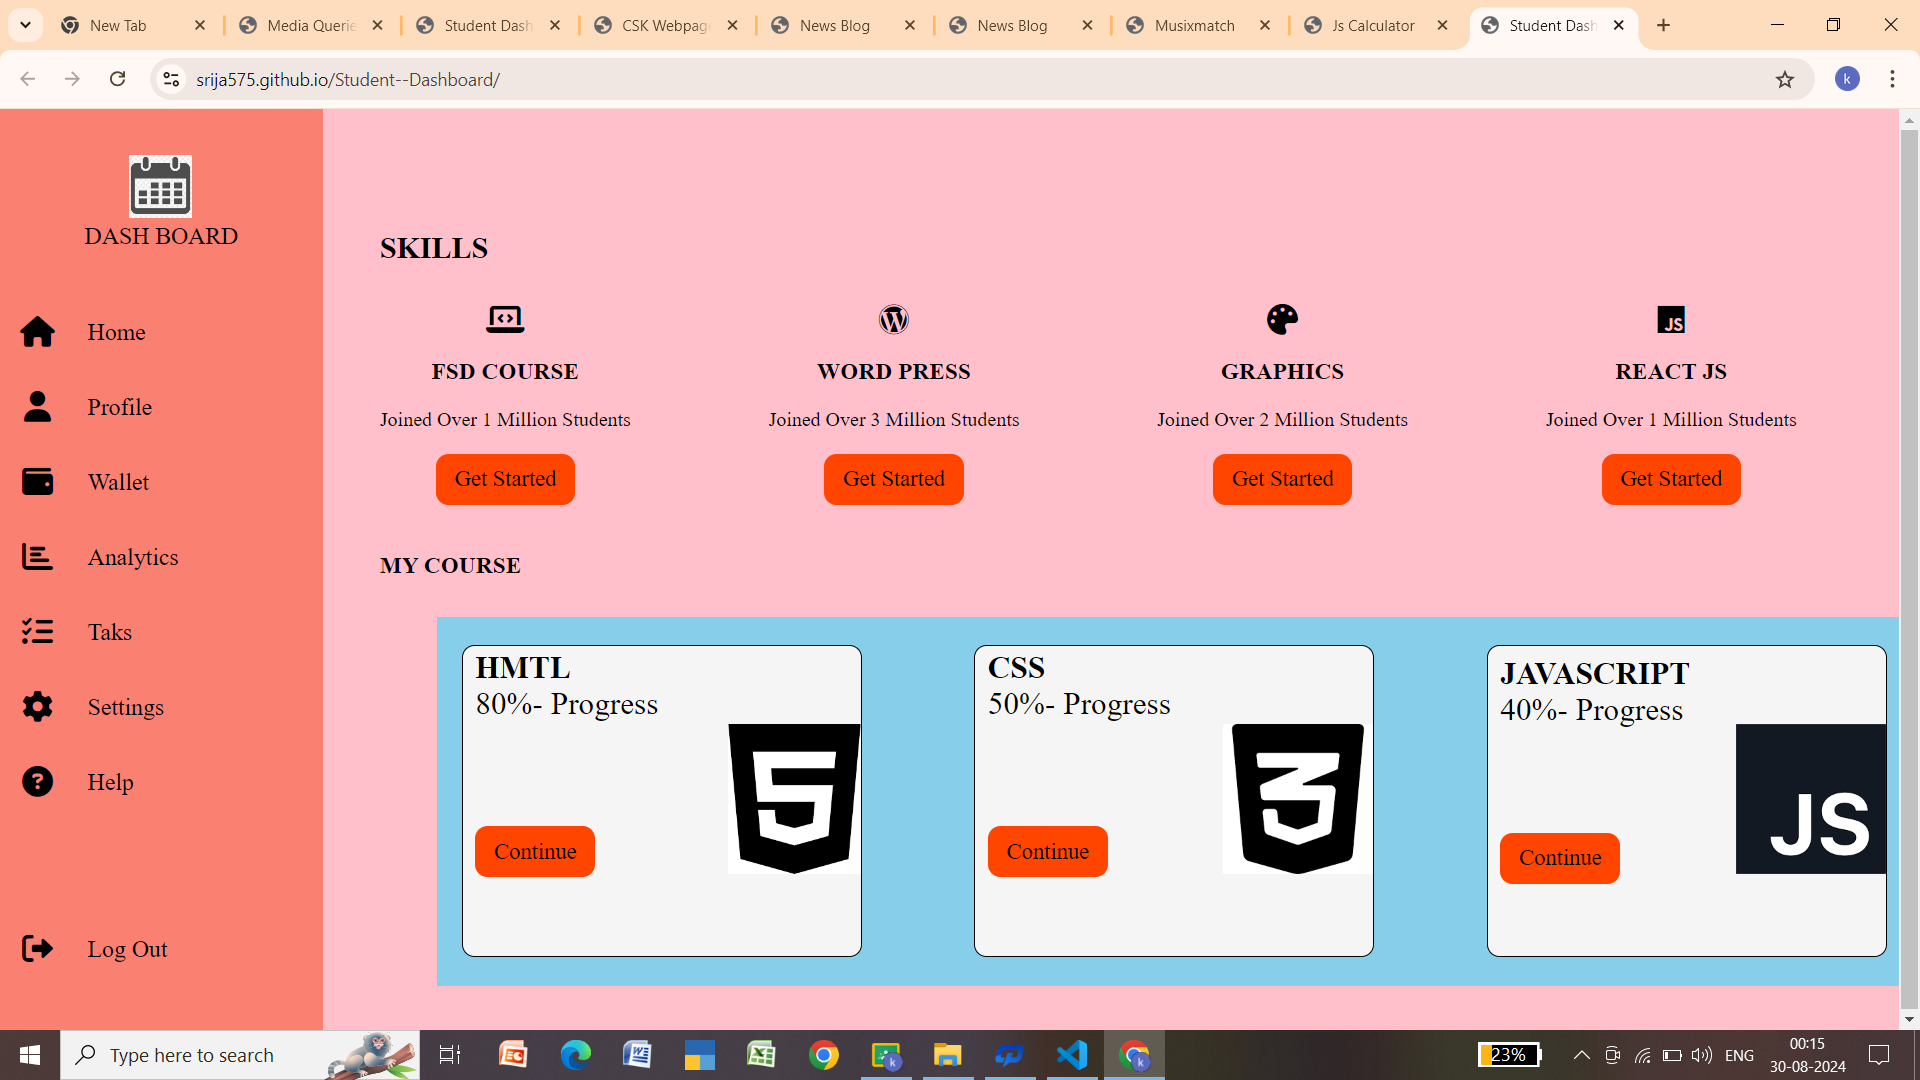 New Tab
Media Querie
Student Dash
CSK Webpage
News Blog
News Blog
Musixmatch
Js Calculator
Student Dash
srija575.github.io/Student--Dashboard/
k
DASH BOARD
Home
Profile
Wallet
Analytics
Taks
Settings
Help
Log Out
SKILLS
JS
FSD COURSE
WORD PRESS
GRAPHICS
REACT JS
Joined Over 1 Million Students
Joined Over 3 Million Students
Joined Over 2 Million Students
Joined Over 1 Million Students
Get Started
Get Started
Get Started
Get Started
MY COURSE
HMTL
80%- Progress
Continue
5
CSS
50%- Progress
Continue
3
JAVASCRIPT
40%- Progress
Continue
JS
Type here to search
23%
ENG
00:15
30-08-2024